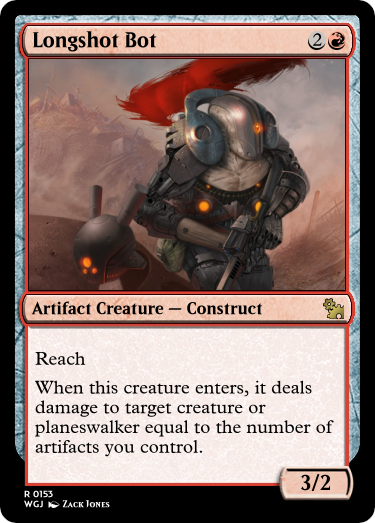 Longshot Bot 2
Artifact Creature — Construct
Reach
When this creature enters, it deals
damage to target creature or
planeswalker equal to the number of
artifacts you control.
3/2
R 0153
WGJ Zack Jones